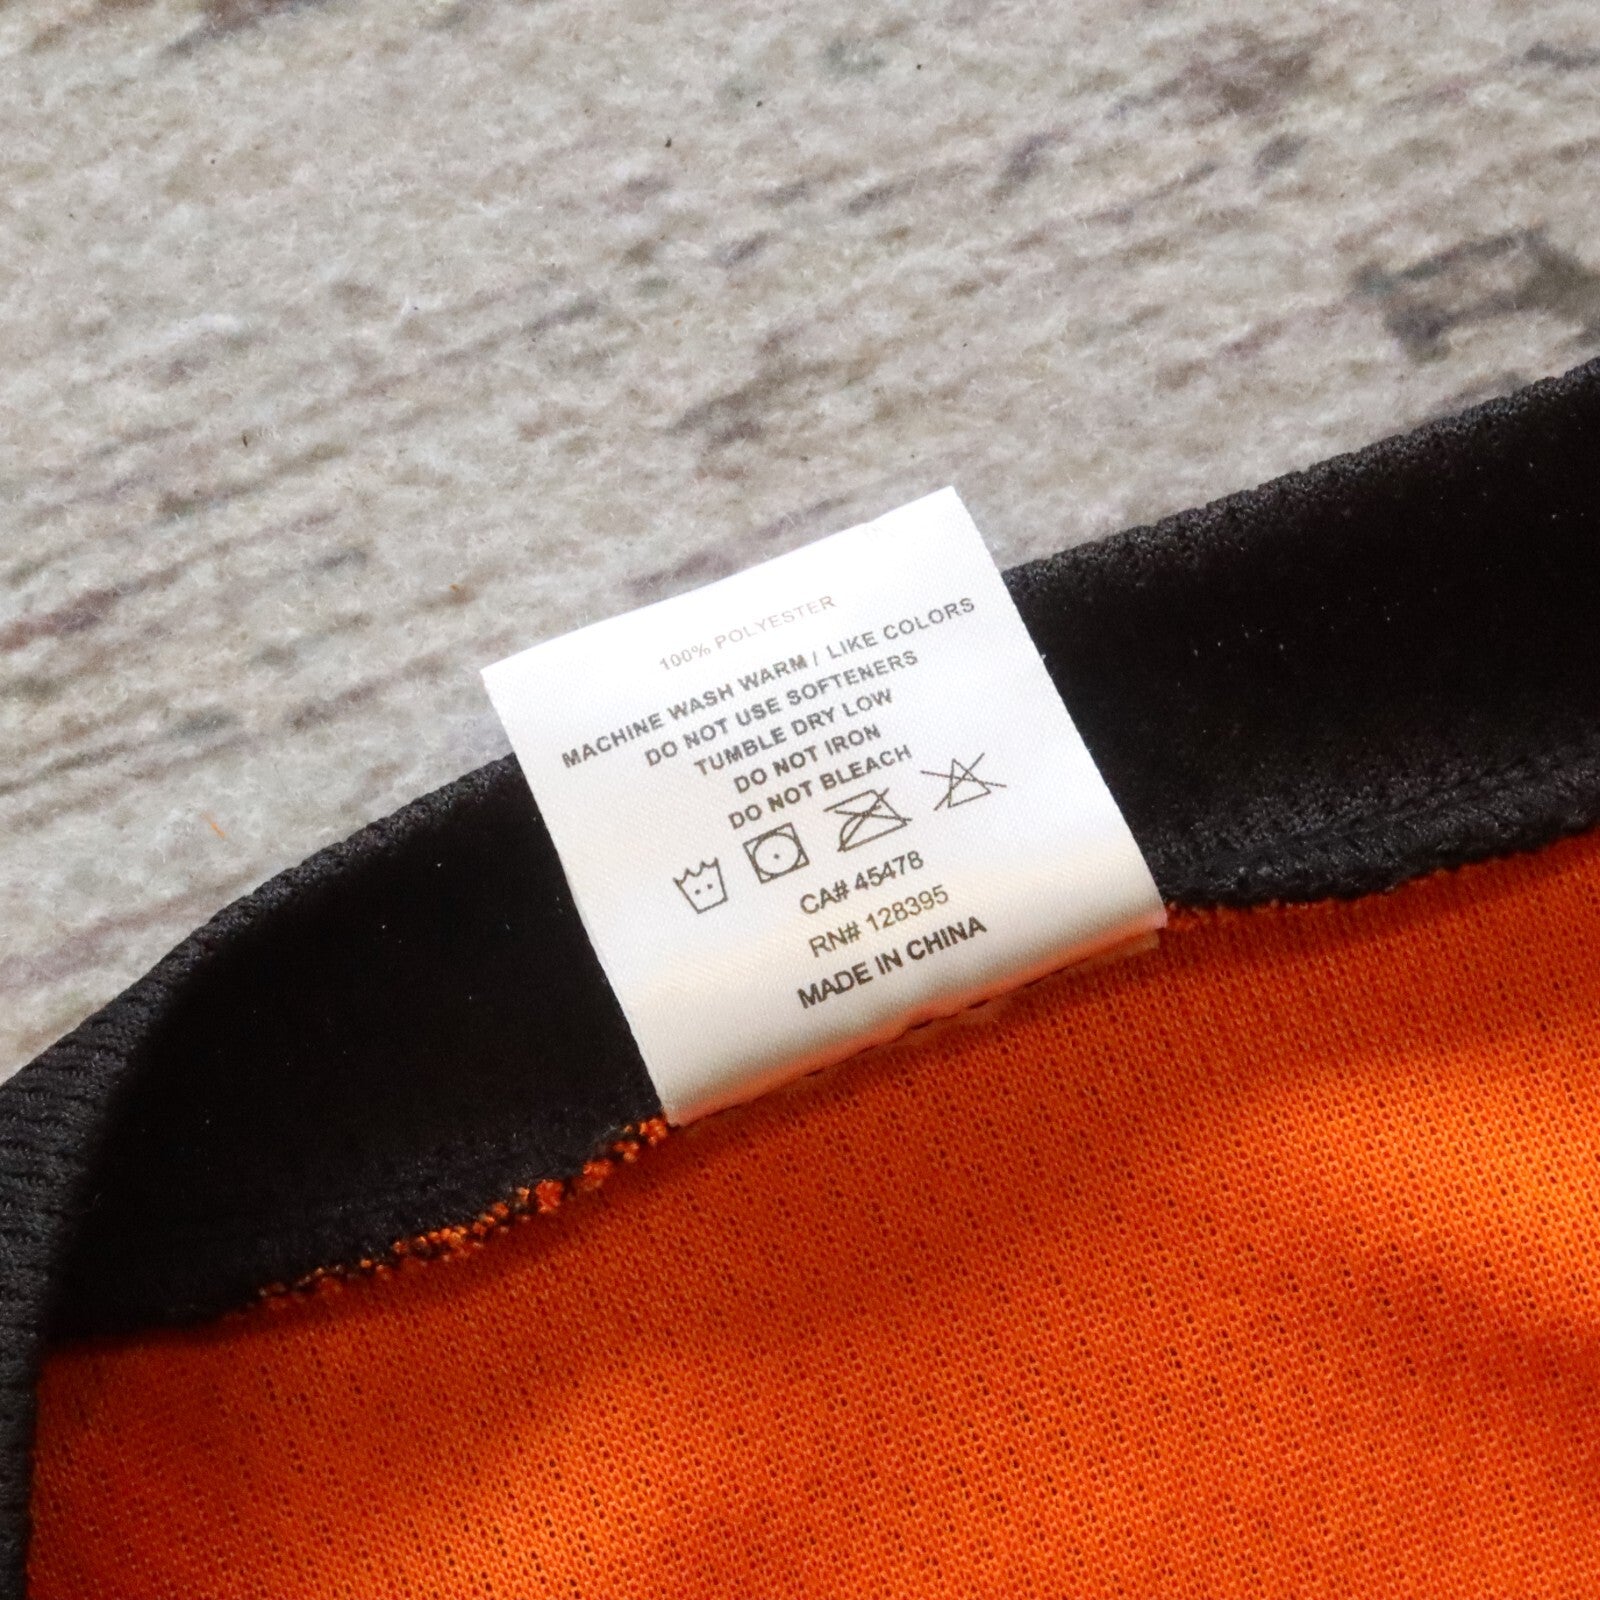 100% POLYESTER
MACHINE WASH WARM / LIKE COLORS
DO NOT USE SOFTENERS
TUMBLE DRY LOW
DO NOT IRON
DO NOT BLEACH
CA# 45478
RN# 128395
MADE IN CHINA